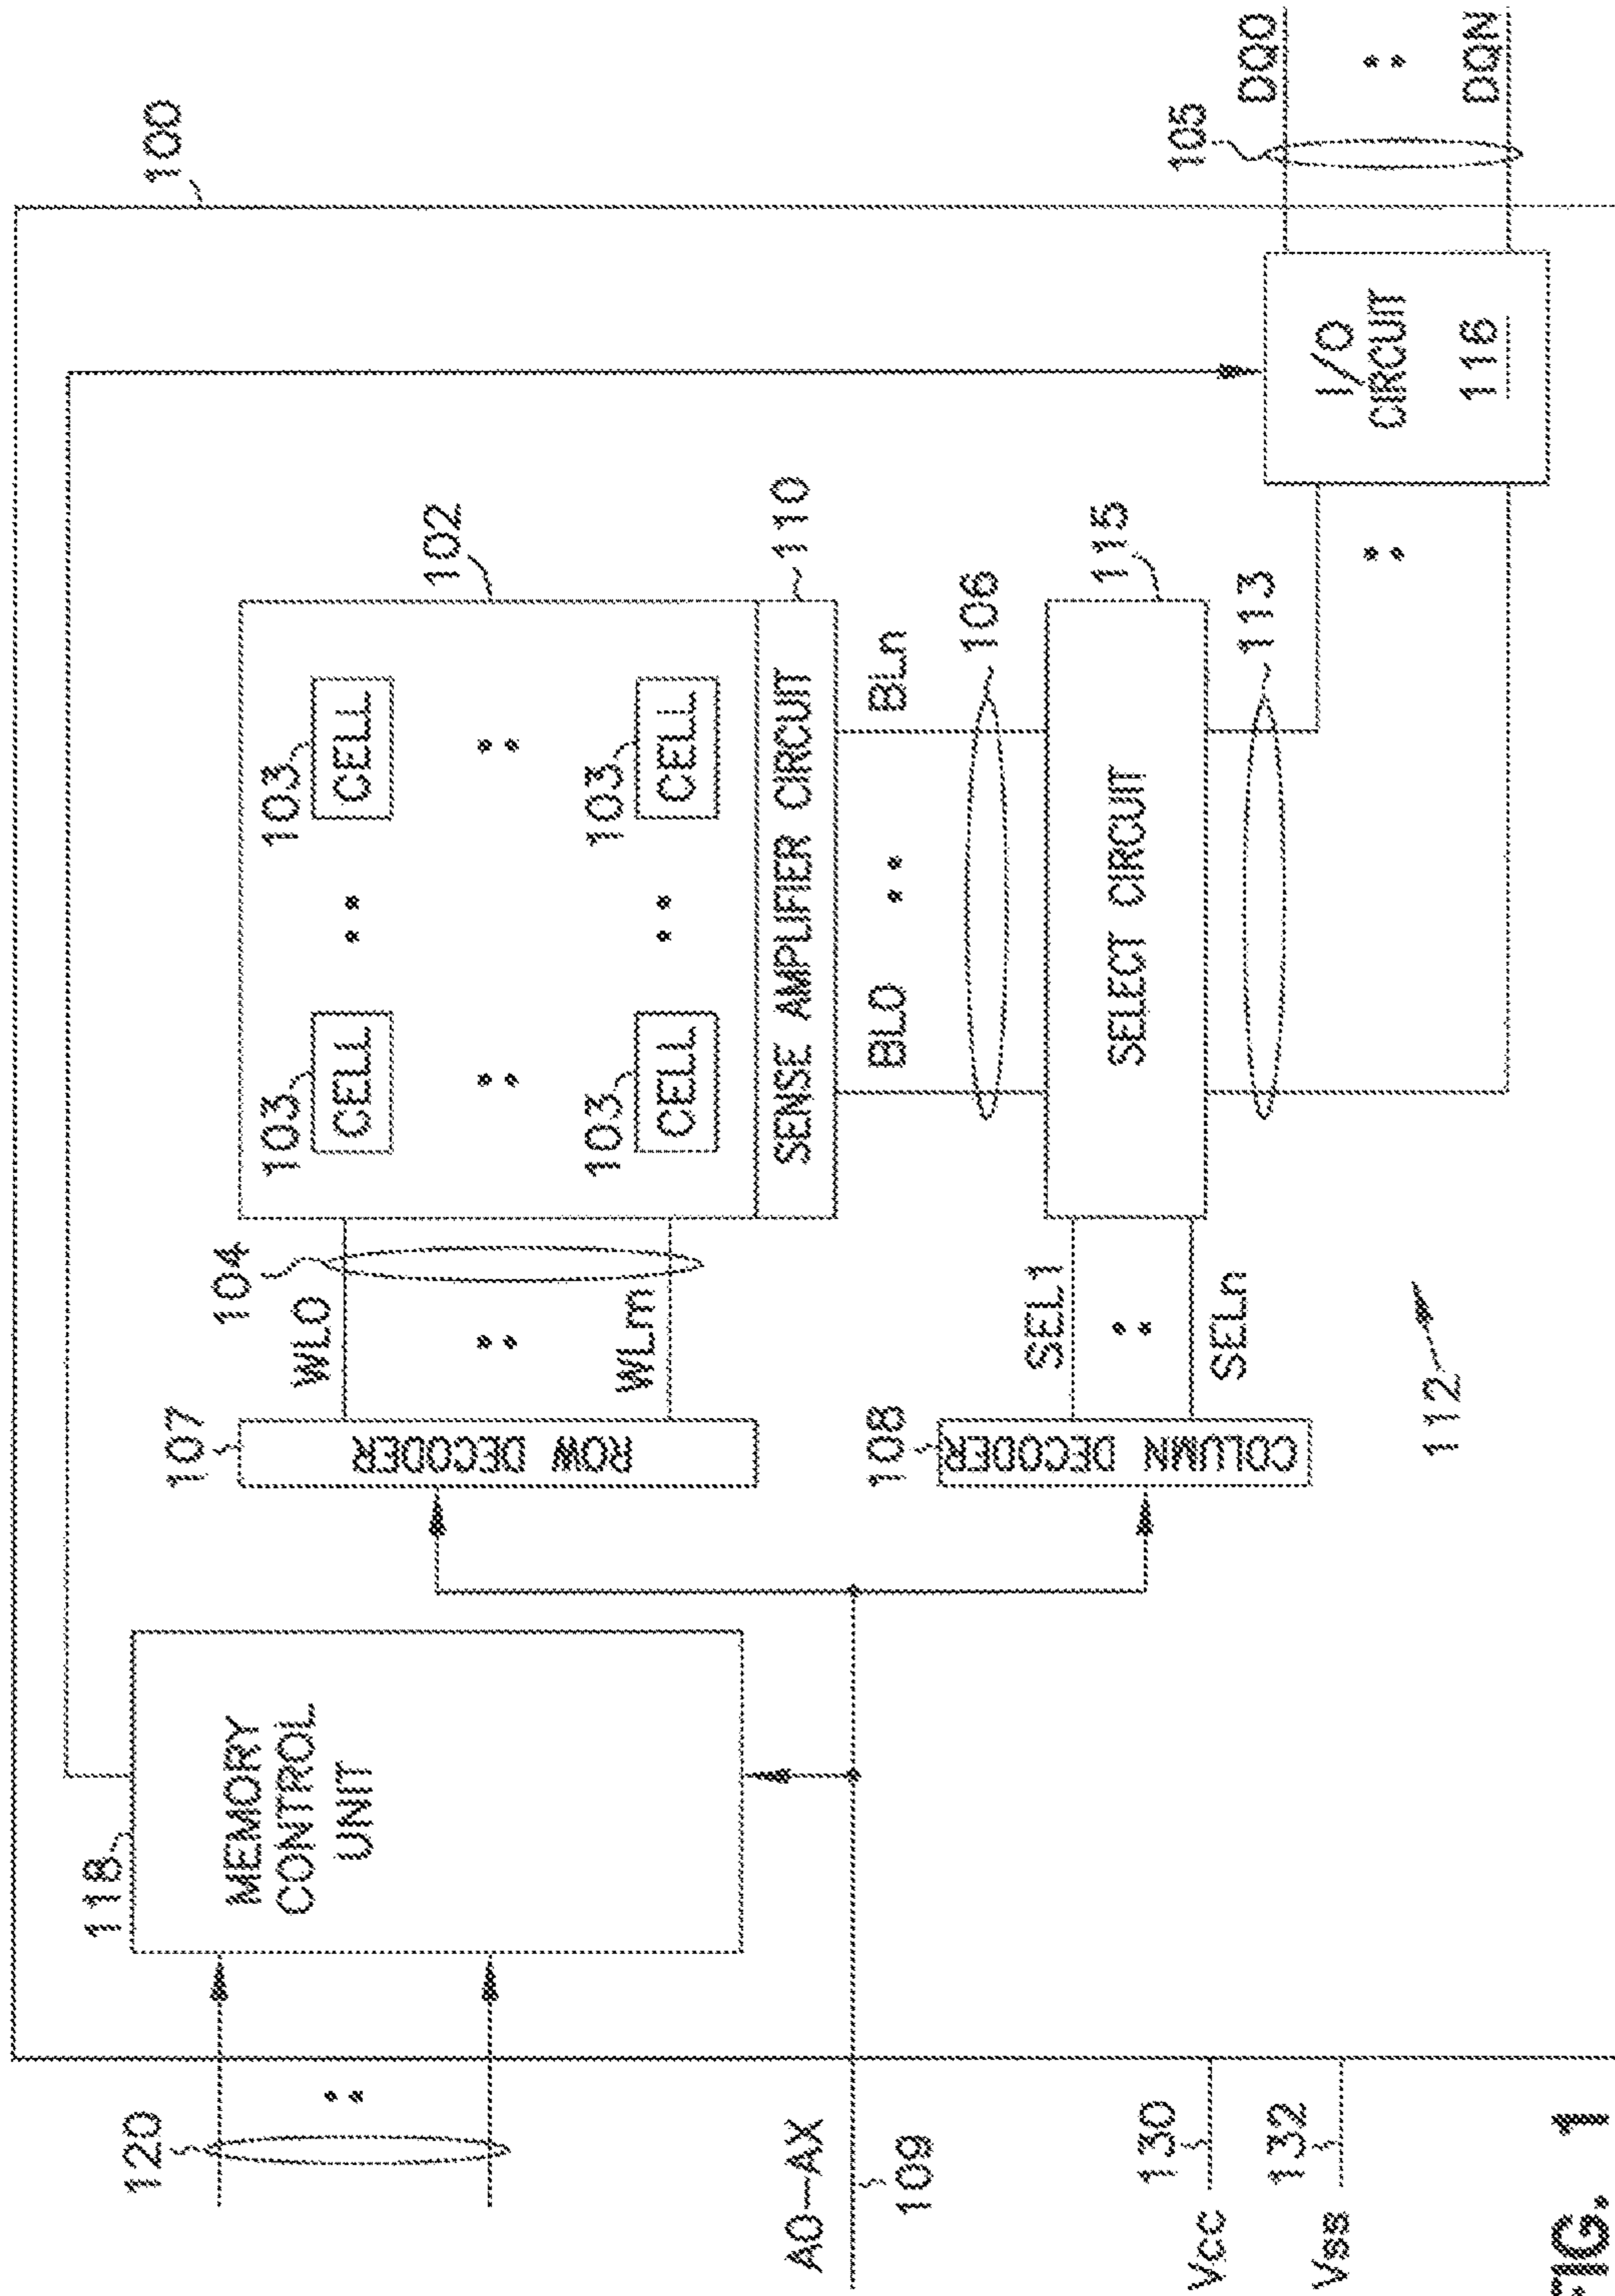 100
118
MEMORY
CONTROL
UNIT
120
107
ROW DECODER
WL0
104
WLm
103
CELL
103
CELL
103
CELL
103
CELL
102
SENSE AMPLIFIER CIRCUIT
110
BL0
BLn
106
108
COLUMN DECODER
SEL1
SELn
SELECT CIRCUIT
115
113
112
I/O
CIRCUIT
116
105
DQ0
DQN
A0-AX
109
Vcc
130
Vss
132
FIG. 1